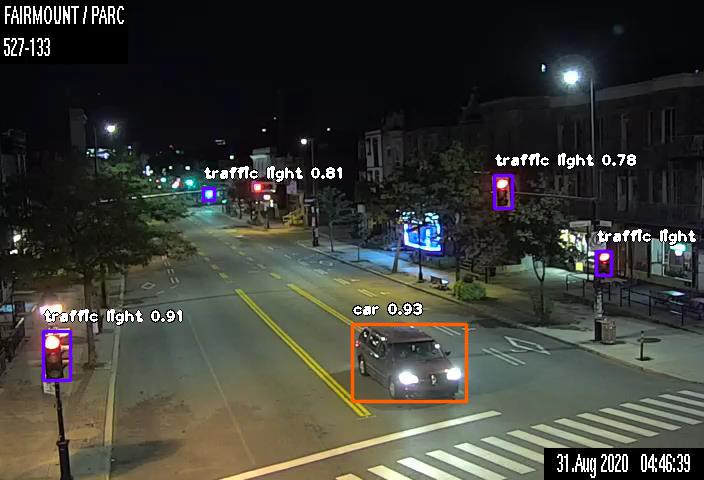 FAIRMOUNT / PARC
527-133
traffic light 0.81
traffic light 0.78
traffic light
traffic light 0.91
car 0.93
31.Aug 2020 04:46:39